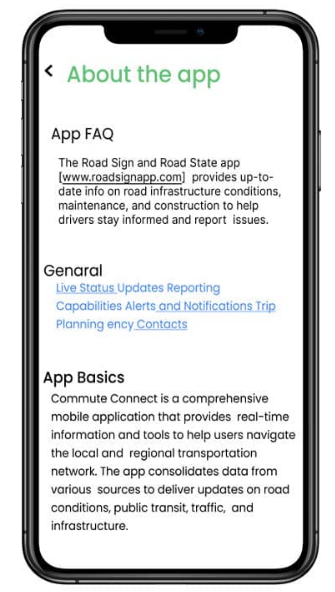 About the app
App FAQ
The Road Sign and Road State app
[www.roadsignapp.com] provides up-to-
date info on road infrastructure conditions,
maintenance, and construction to help
drivers stay informed and report issues.
Genaral
Live Status Updates Reporting
Capabilities Alerts and Notifications Trip
Planning ency Contacts
App Basics
Commute Connect is a comprehensive
mobile application that provides real-time
information and tools to help users navigate
the local and regional transportation
network. The app consolidates data from
various sources to deliver updates on road
conditions, public transit, traffic, and
infrastructure.